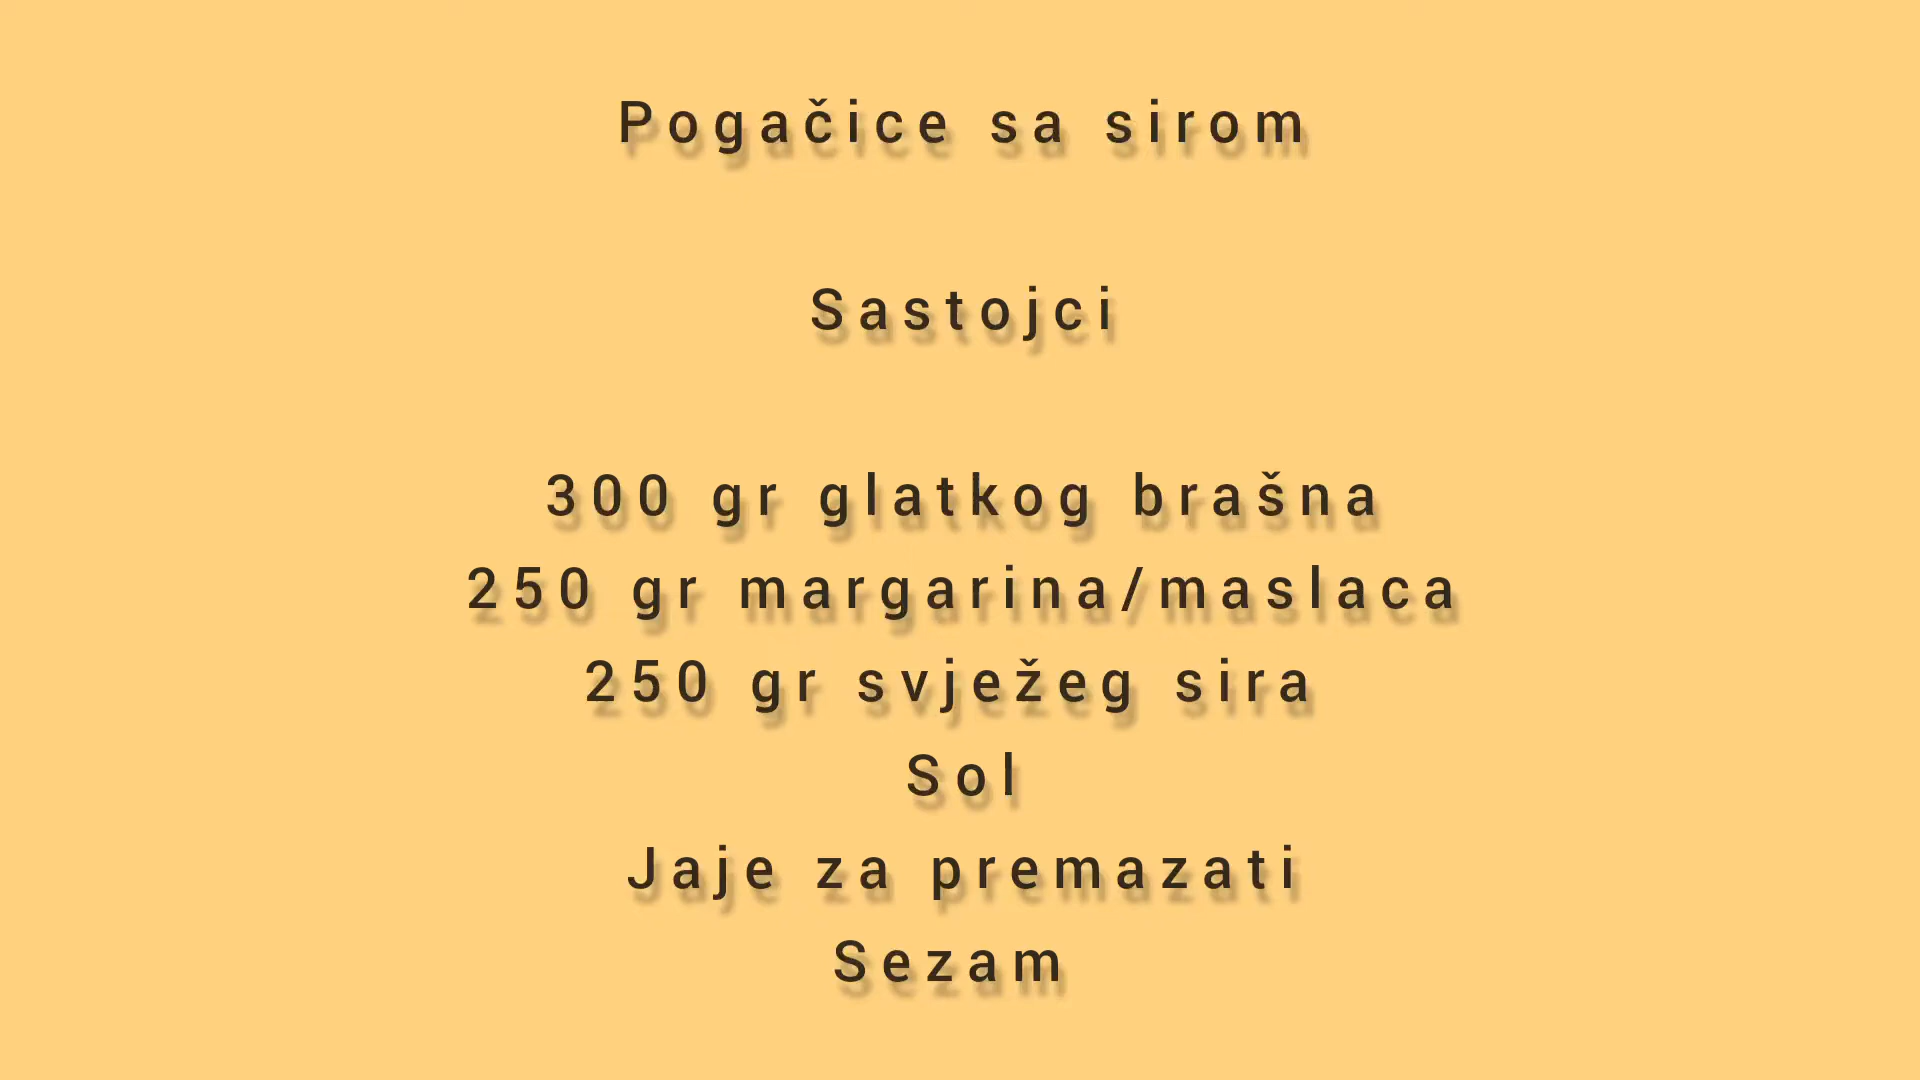 Pogačice sa sirom
Sastojci
300 gr glatkog brašna
250 gr margarina/maslaca
250 gr svježeg sira
Sol
Jaje za premazati
Sezam